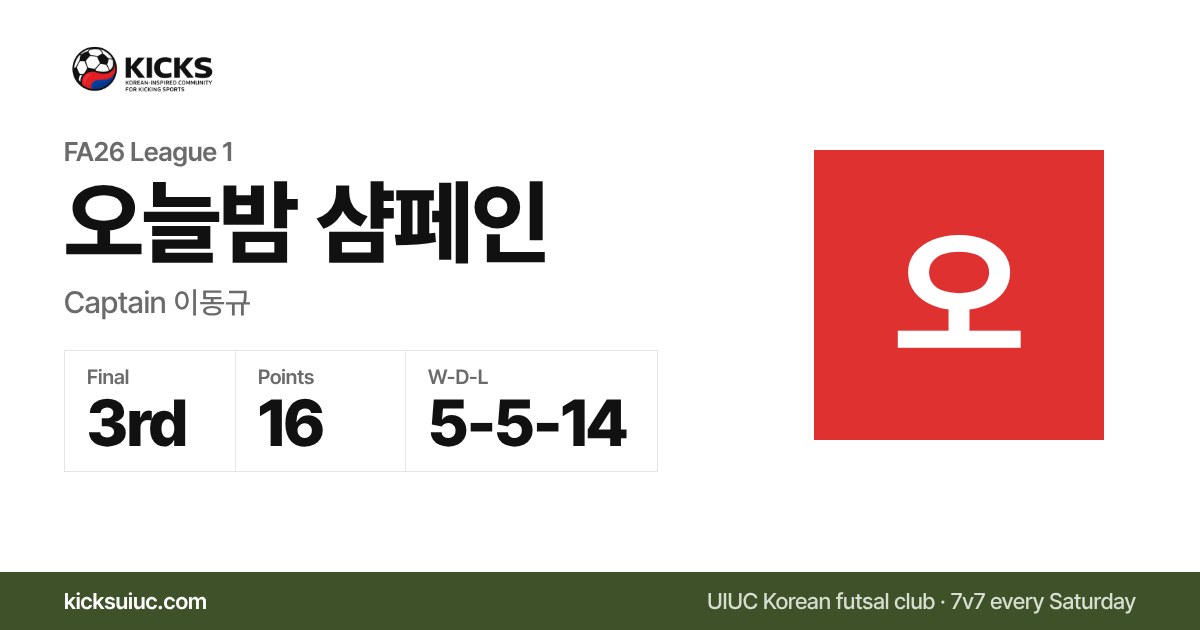 KICKS
KOREAN-INSPIRED COMMUNITY
FOR KICKING SPORTS
FA26 League 1
오늘밤 샴페인
Captain 이동규
Final
3rd
Points
16
W-D-L
5-5-14
오
kicksuiuc.com
UIUC Korean futsal club · 7v7 every Saturday